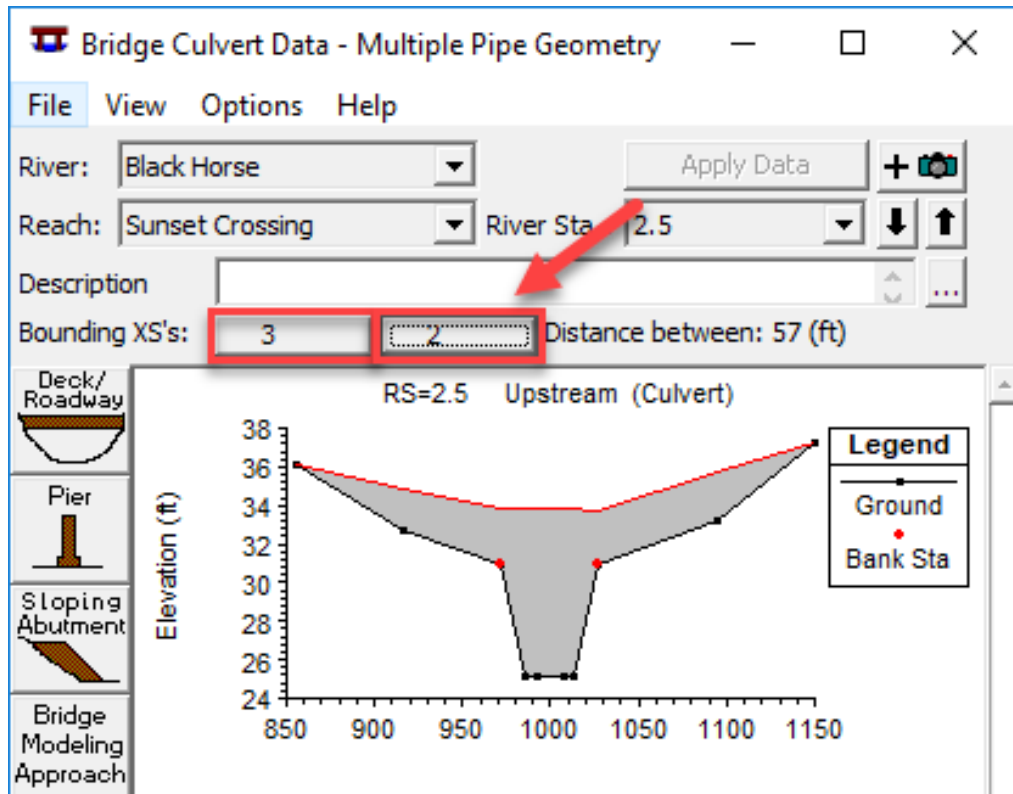 Bridge Culvert Data - Multiple Pipe Geometry
File View Options Help
River: Black Horse Apply Data +
Reach: Sunset Crossing River Sta 2.5
Description ...
Bounding XS's: 3 2 Distance between: 57 (ft)
Deck/
Roadway
Pier
Sloping
Abutment
Bridge
Modeling
Approach
RS=2.5 Upstream (Culvert)
Elevation (ft)
38
36
34
32
30
28
26
24
850 900 950 1000 1050 1100 1150
Legend
Ground
Bank Sta